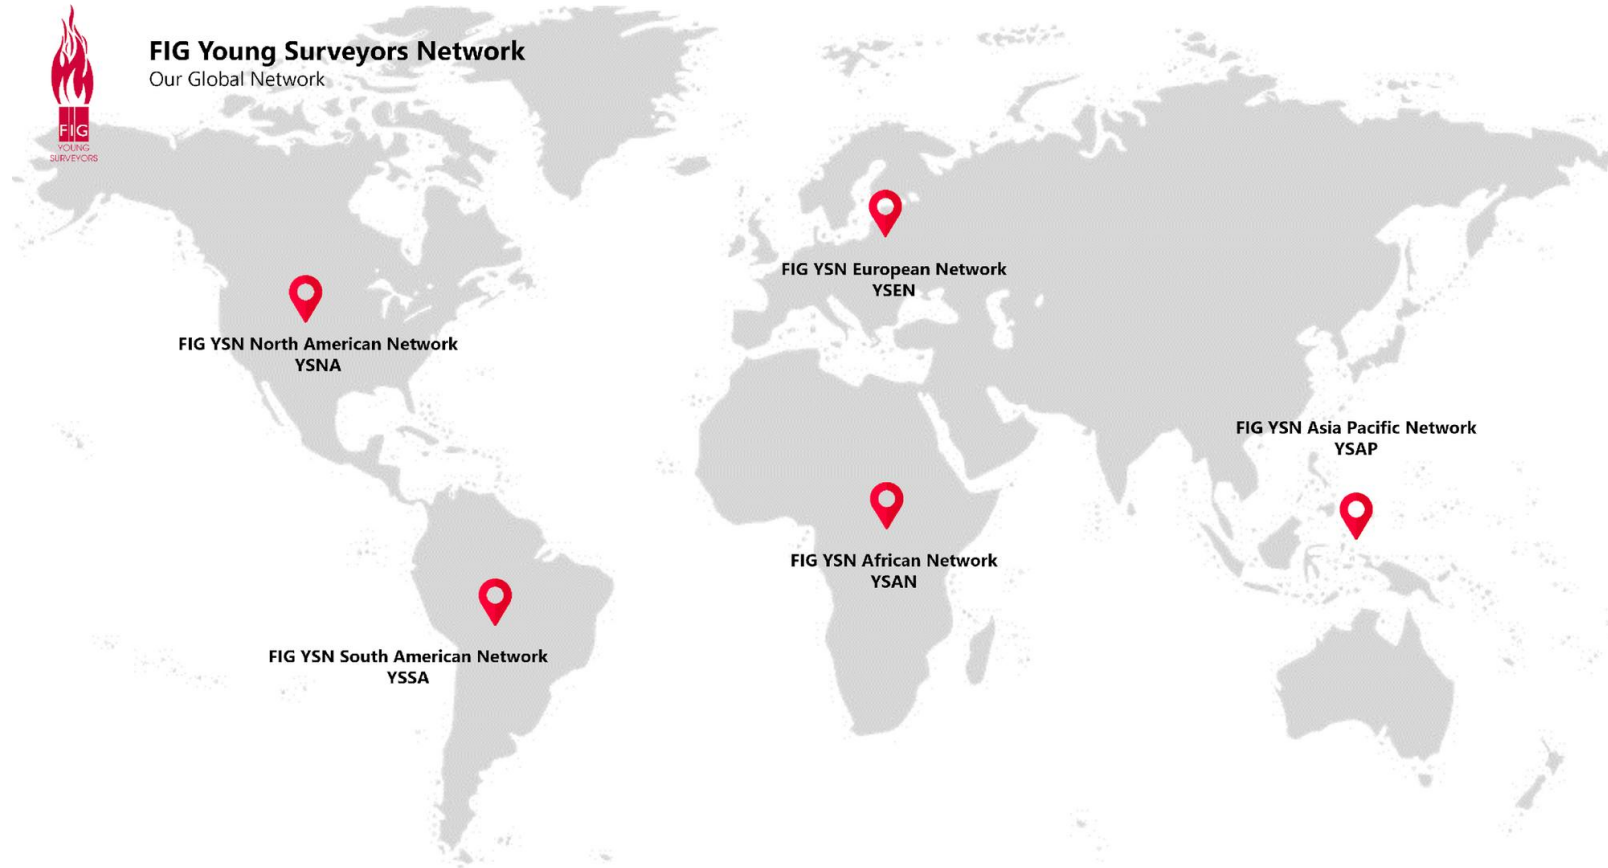 FIG Young Surveyors Network
Our Global Network
FIG
YOUNG
SURVEYORS
FIG YSN European Network
YSEN
FIG YSN North American Network
YSNA
FIG YSN Asia Pacific Network
YSAP
FIG YSN African Network
YSAN
FIG YSN South American Network
YSSA